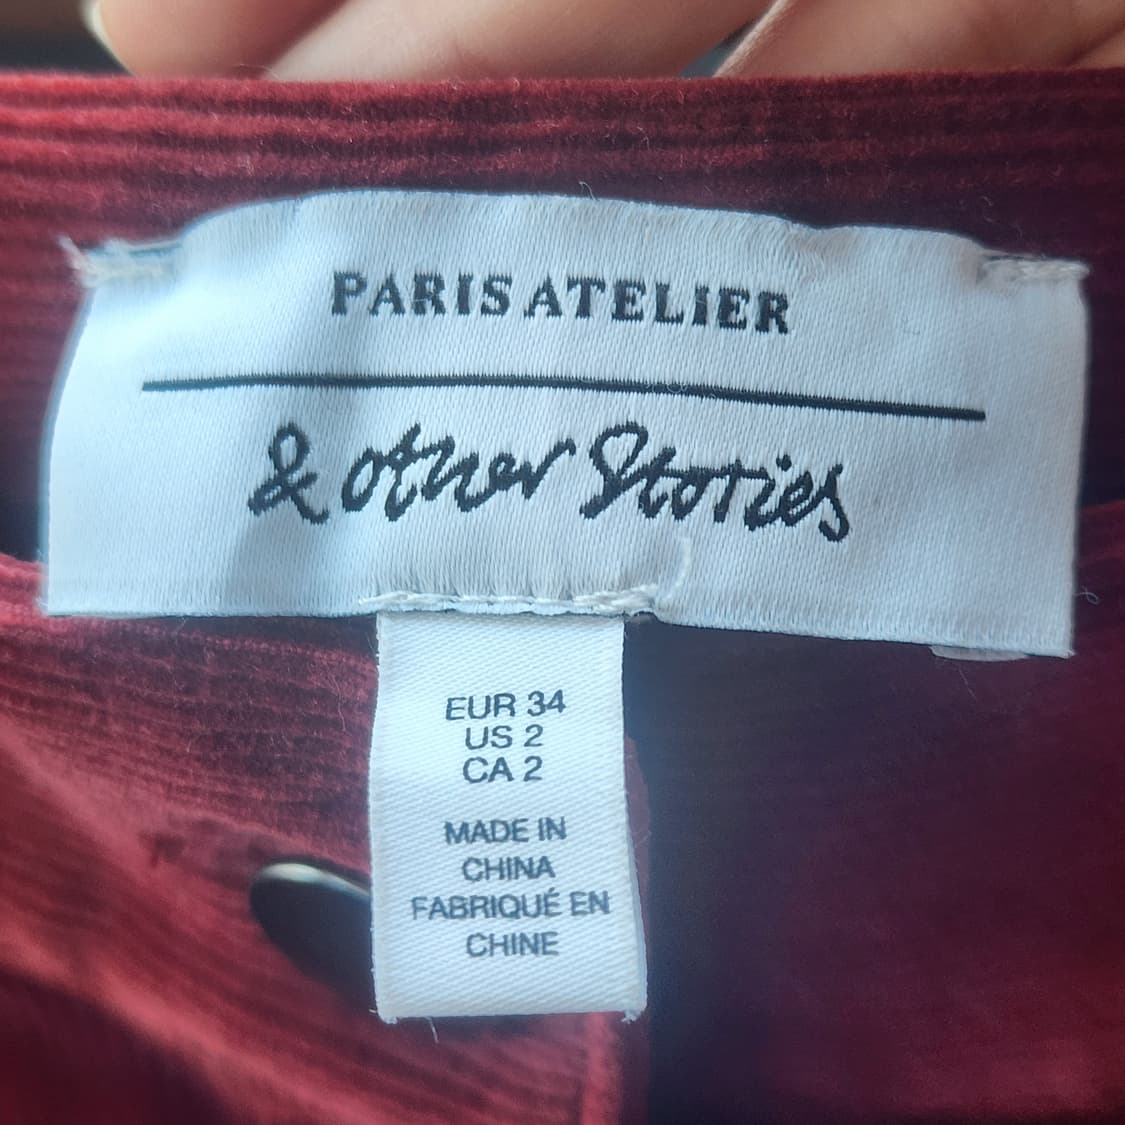 PARIS ATELIER
& other Stories
EUR 34
US 2
CA 2
MADE IN
CHINA
FABRIQUÉ EN
CHINE